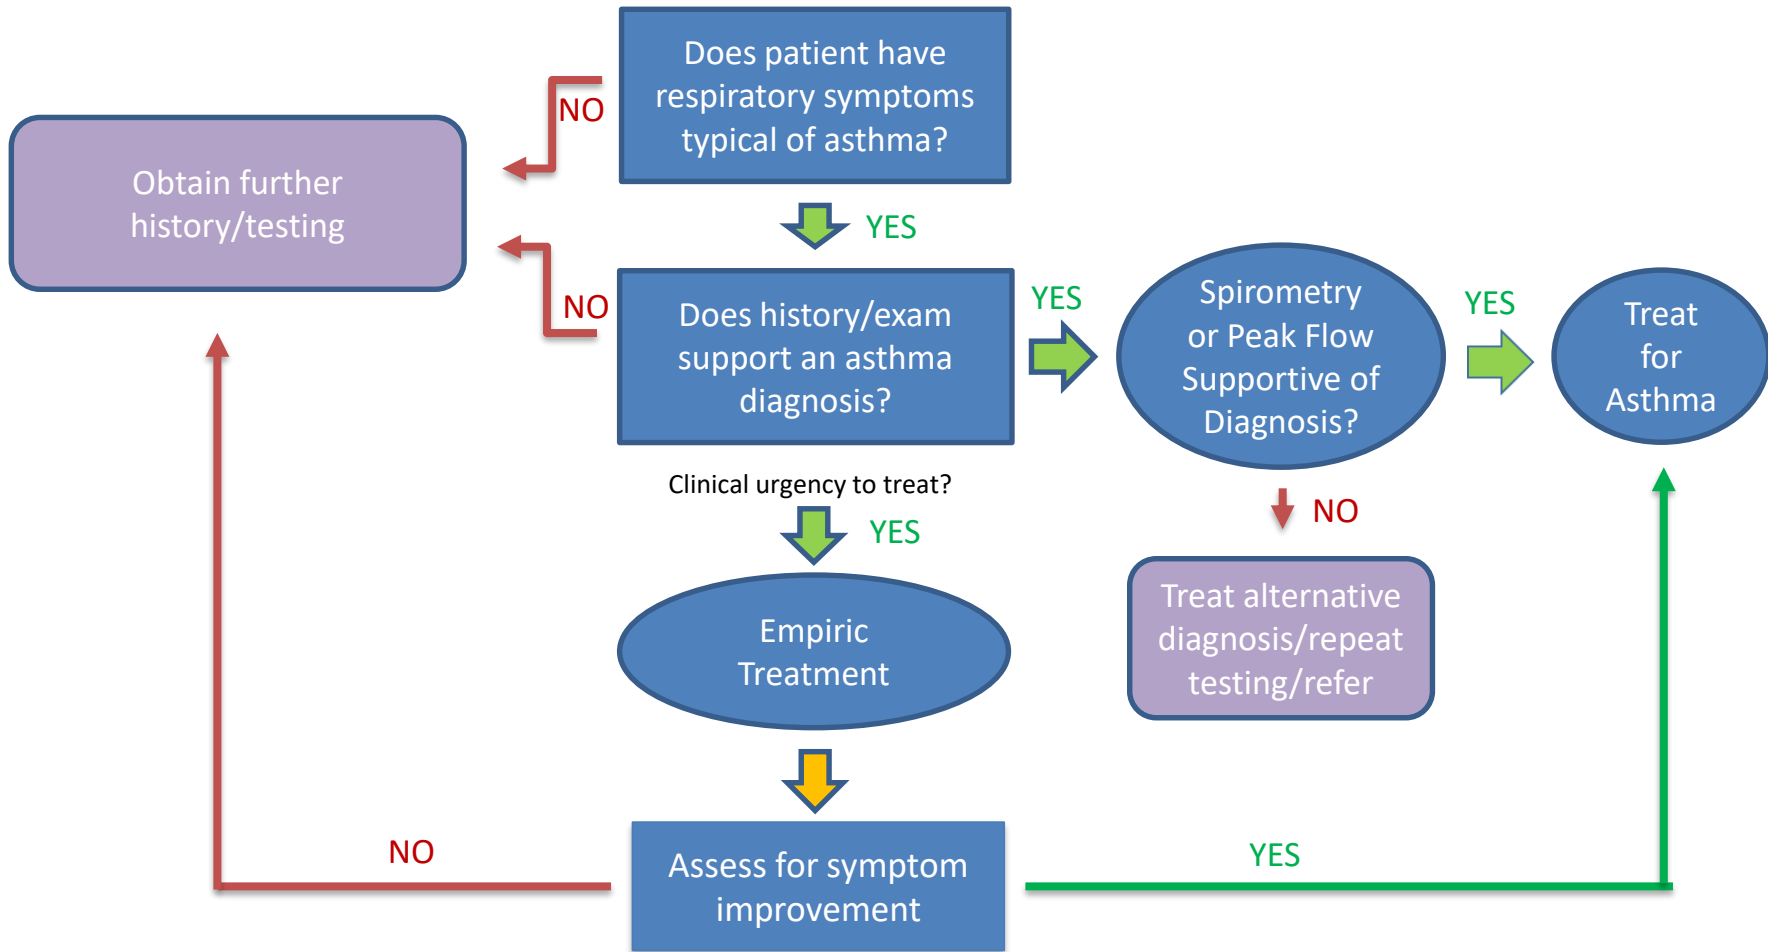 Does patient have
respiratory symptoms
typical of asthma?
NO
Obtain further
history/testing
YES
NO
Does history/exam
support an asthma
diagnosis?
YES
Spirometry
or Peak Flow
Supportive of
Diagnosis?
YES
Treat
for
Asthma
Clinical urgency to treat?
YES
NO
Empiric
Treatment
Treat alternative
diagnosis/repeat
testing/refer
NO
Assess for symptom
improvement
YES